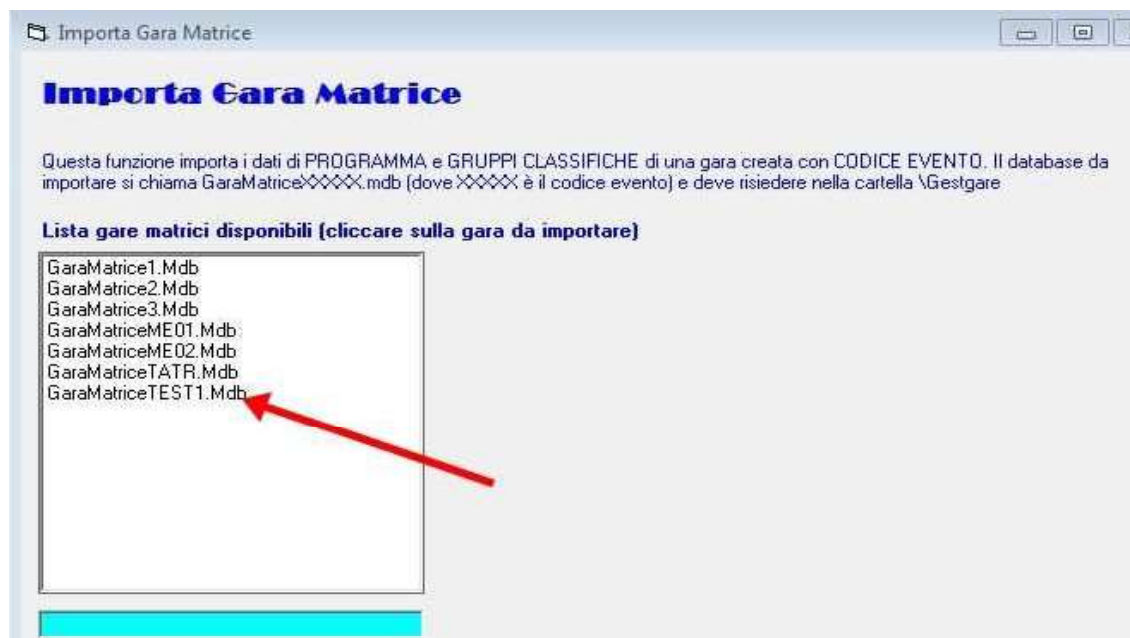 Importa Gara Matrice
Importa Gara Matrice
Questa funzione importa i dati di PROGRAMMA e GRUPPI CLASSIFICHE di una gara creata con CODICE EVENTO. Il database da
importare si chiama GaraMatriceXXXXX.mdb (dove XXXXX è il codice evento) e deve risiedere nella cartella \Gestgare
Lista gare matrici disponibili (cliccare sulla gara da importare)
GaraMatrice1.Mdb
GaraMatrice2.Mdb
GaraMatrice3.Mdb
GaraMatriceME01.Mdb
GaraMatriceME02.Mdb
GaraMatriceTATR.Mdb
GaraMatriceTEST1.Mdb